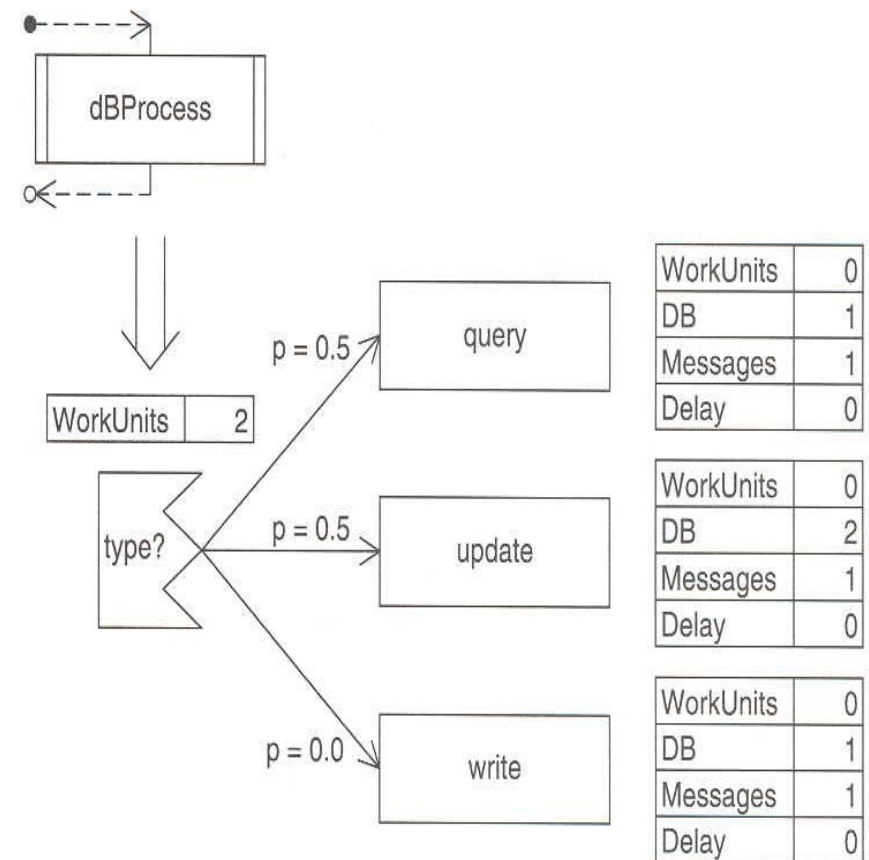 dBProcess
WorkUnits 2
type?
p = 0.5
query
WorkUnits 0
DB 1
Messages 1
Delay 0
p = 0.5
update
WorkUnits 0
DB 2
Messages 1
Delay 0
p = 0.0
write
WorkUnits 0
DB 1
Messages 1
Delay 0